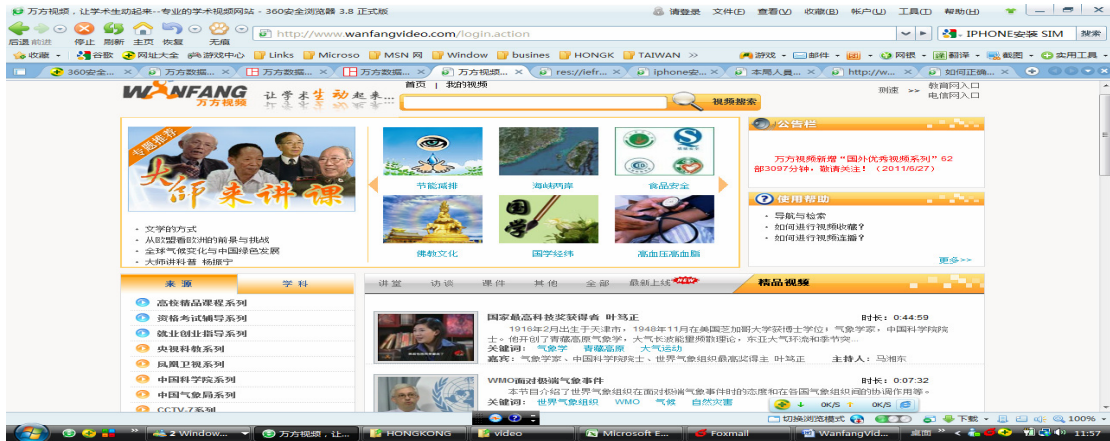 万方视频，让学术生动起来--专业的学术视频网站 - 360安全浏览器 3.8 正式版
请登录 文件(F) 查看(V) 收藏(B) 帐户(U) 工具(T) 帮助(H)
后退 前进 停止 刷新 主页 恢复 无痕
http://www.wanfangvideo.com/login.action
IPHONE安装 SIM 搜索
收藏 谷歌 网址大全 游戏中心 Links Microso MSN 网 Window busines HONGK TAIWAN »
游戏 邮件 网银 翻译 截图 实用工具
360安全... 万方数据... 万方数据... 万方数据... 万方视频... res://iefr... iphone安... 本局人員... http://w... 如何正确...
WANFANG
万方视频
让学术生动起来...
首页 | 我的视频
视频搜索
测速 >> 教育网入口
电信网入口
专题推荐
大师来讲课
· 文学的方式
· 从欧盟看欧洲的前景与挑战
· 全球气候变化与中国绿色发展
· 大师讲科普 杨振宁
节能减排 海峡两岸 食品安全
国学
佛教文化 国学经纬 高血压高血脂
公告栏
万方视频新增“国外优秀视频系列”62
部3097分钟，敬请关注！（2011/6/27）
使用帮助
· 导航与检索
· 如何进行视频收藏？
· 如何进行视频连播？
更多>>
来源 学科
高校精品课程系列
资格考试辅导系列
就业创业指导系列
央视科教系列
凤凰卫视系列
中国科学院系列
中国气象局系列
CCTV-7系列
讲堂 访谈 课件 其他 全部 最新上线 NEW 精品视频
国家最高科技奖获得者 叶笃正 时长：0:44:59
1916年2月出生于天津市，1948年11月在美国芝加哥大学获博士学位；气象学家，中国科学院院
士。他开创了青藏高原气象学，大气长波能量频散理论，东亚大气环流和季节突...
关键词： 气象学 青藏高原 大气运动
嘉宾：气象学家、中国科学院院士、世界气象组织最高奖得主 叶笃正 主持人：马湘东
WMO面对极端气象事件 时长：0:07:32
本节目介绍了世界气象组织在面对极端气象事件时的态度和在各国气象组织间的协调作用等。
关键词： 世界气象组织 WMO 气候 自然灾害
0K/S 0K/S
切换浏览模式 下载 100%
2 Window... 万方视频，让... HONGKONG video Microsoft E... Foxmail WanfangVid... 桌面 » 11:57